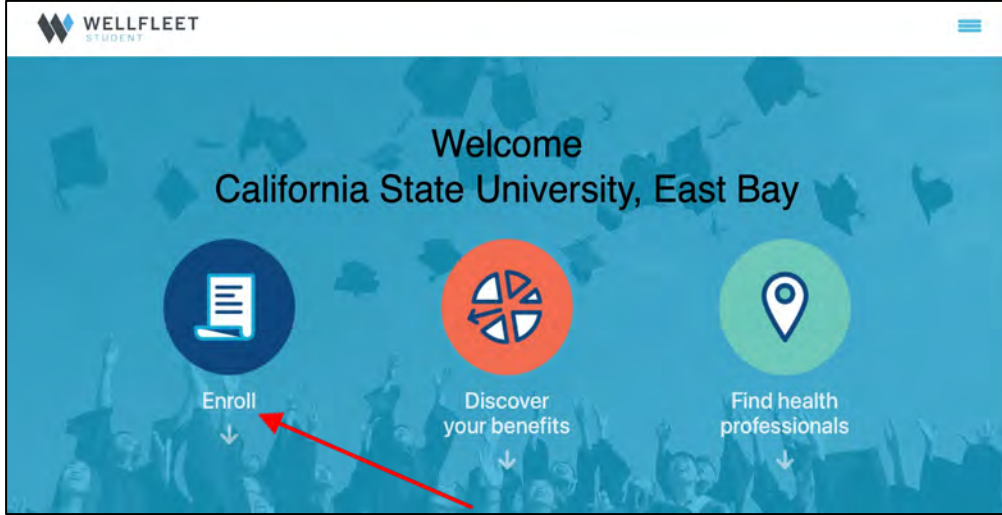 WELLFLEET
STUDENT
Welcome
California State University, East Bay
Enroll
Discover
your benefits
Find health
professionals